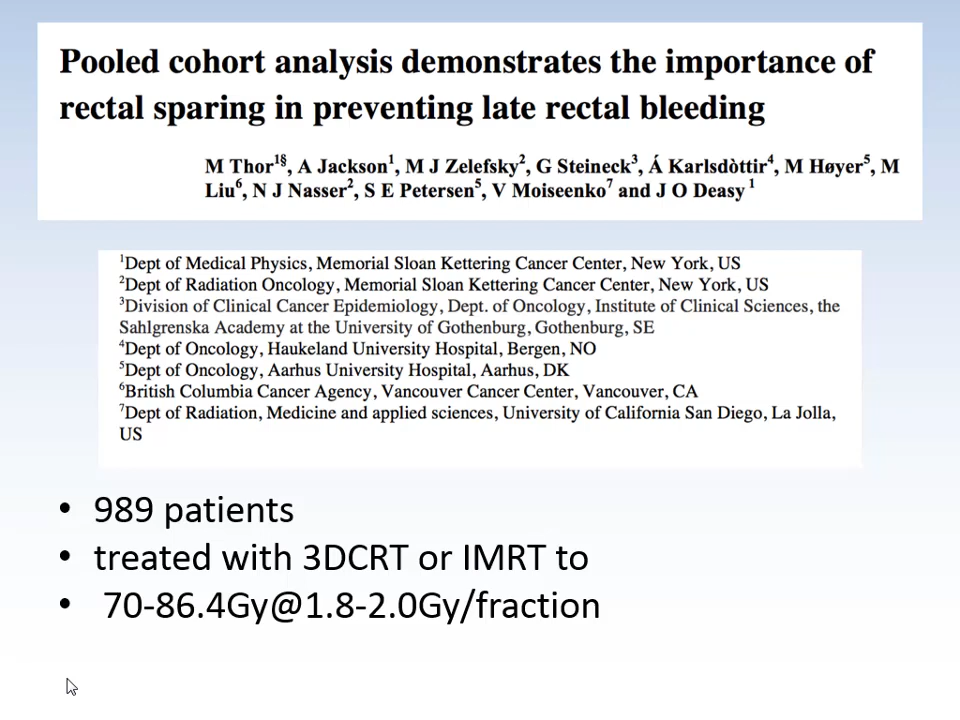 Pooled cohort analysis demonstrates the importance of
rectal sparing in preventing late rectal bleeding
M Thor1§, A Jackson1, M J Zelefsky2, G Steineck3, Á Karlsdòttir4, M Høyer5, M
Liu6, N J Nasser2, S E Petersen5, V Moiseenko7 and J O Deasy 1
1Dept of Medical Physics, Memorial Sloan Kettering Cancer Center, New York, US
2Dept of Radiation Oncology, Memorial Sloan Kettering Cancer Center, New York, US
3Division of Clinical Cancer Epidemiology, Dept. of Oncology, Institute of Clinical Sciences, the
Sahlgrenska Academy at the University of Gothenburg, Gothenburg, SE
4Dept of Oncology, Haukeland University Hospital, Bergen, NO
5Dept of Oncology, Aarhus University Hospital, Aarhus, DK
6British Columbia Cancer Agency, Vancouver Cancer Center, Vancouver, CA
7Dept of Radiation, Medicine and applied sciences, University of California San Diego, La Jolla,
US
• 989 patients
• treated with 3DCRT or IMRT to
• 70-86.4Gy@1.8-2.0Gy/fraction